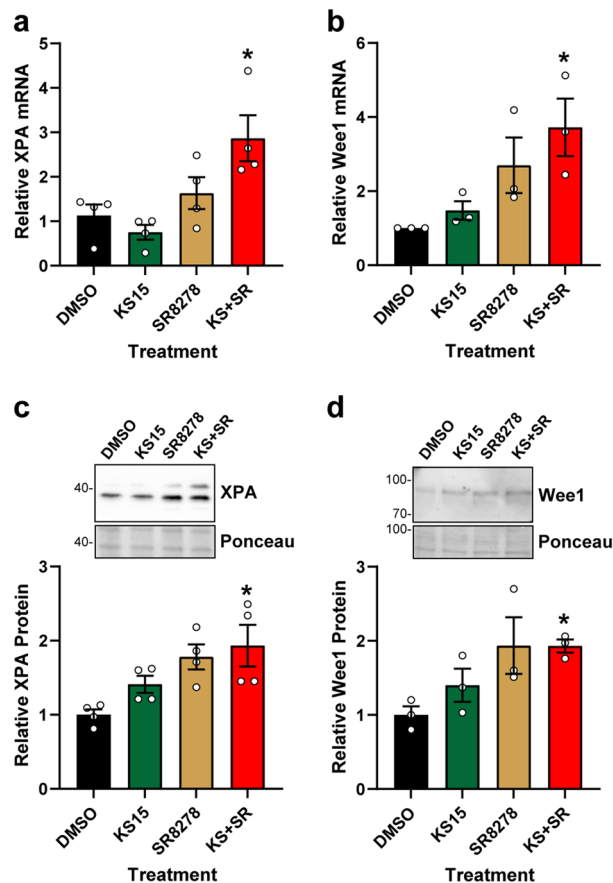 a
Relative XPA mRNA
5
4
3
2
1
0
*
DMSO
KS15
SR8278
KS+SR
Treatment
b
Relative Wee1 mRNA
6
4
2
0
*
DMSO
KS15
SR8278
KS+SR
Treatment
c
DMSO
KS15
SR8278
KS+SR
40-
XPA
40-
Ponceau
Relative XPA Protein
3
2
1
0
*
DMSO
KS15
SR8278
KS+SR
Treatment
d
DMSO
KS15
SR8278
KS+SR
100-
70-
Wee1
100-
Ponceau
Relative Wee1 Protein
3
2
1
0
*
DMSO
KS15
SR8278
KS+SR
Treatment